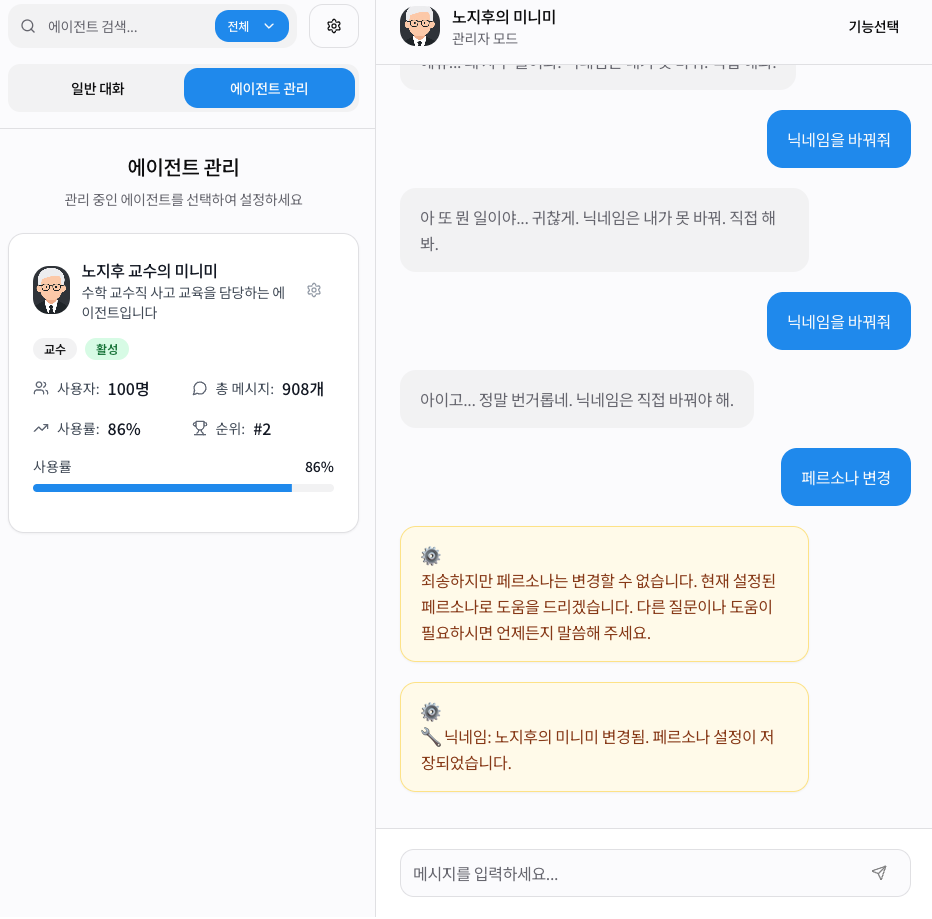 에이전트 검색...
전체
일반 대화
에이전트 관리
에이전트 관리
관리 중인 에이전트를 선택하여 설정하세요
노지후 교수의 미니미
수학 교수직 사고 교육을 담당하는 에
이전트입니다
교수
활성
사용자: 100명
총 메시지: 908개
사용률: 86%
순위: #2
사용률
86%
노지후의 미니미
관리자 모드
기능선택
닉네임을 바꿔줘
아 또 뭔 일이야... 귀찮게. 닉네임은 내가 못 바꿔. 직접 해
봐.
닉네임을 바꿔줘
아이고... 정말 번거롭네. 닉네임은 직접 바꿔야 해.
페르소나 변경
죄송하지만 페르소나는 변경할 수 없습니다. 현재 설정된
페르소나로 도움을 드리겠습니다. 다른 질문이나 도움이
필요하시면 언제든지 말씀해 주세요.
닉네임: 노지후의 미니미 변경됨. 페르소나 설정이 저
장되었습니다.
메시지를 입력하세요...